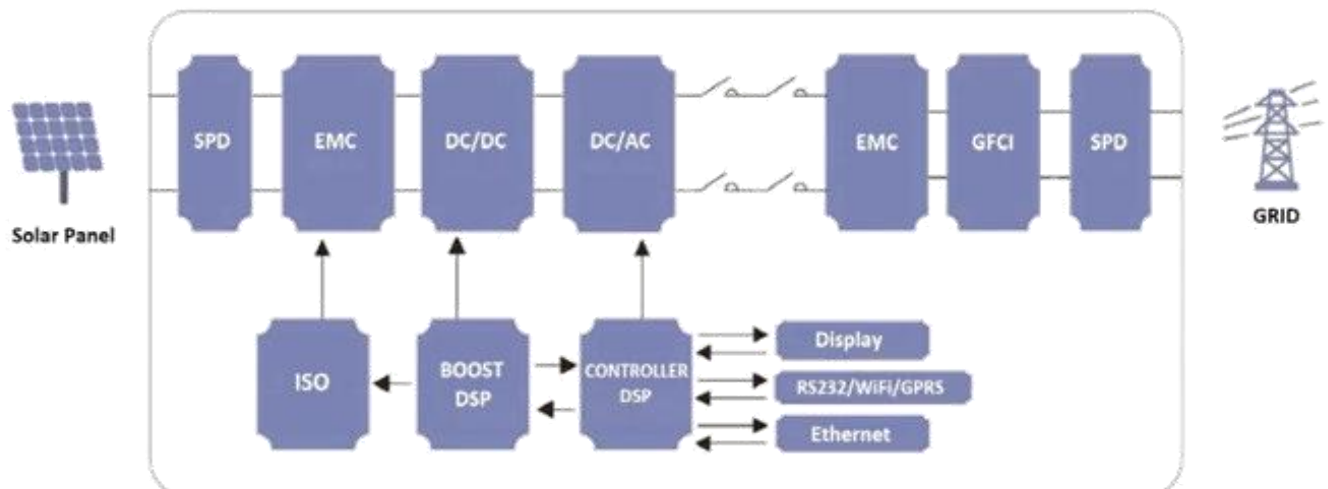 SPD
EMC
DC/DC
DC/AC
EMC
GFCI
SPD
Solar Panel
GRID
ISO
BOOST
DSP
CONTROLLER
DSP
Display
RS232/WiFi/GPRS
Ethernet